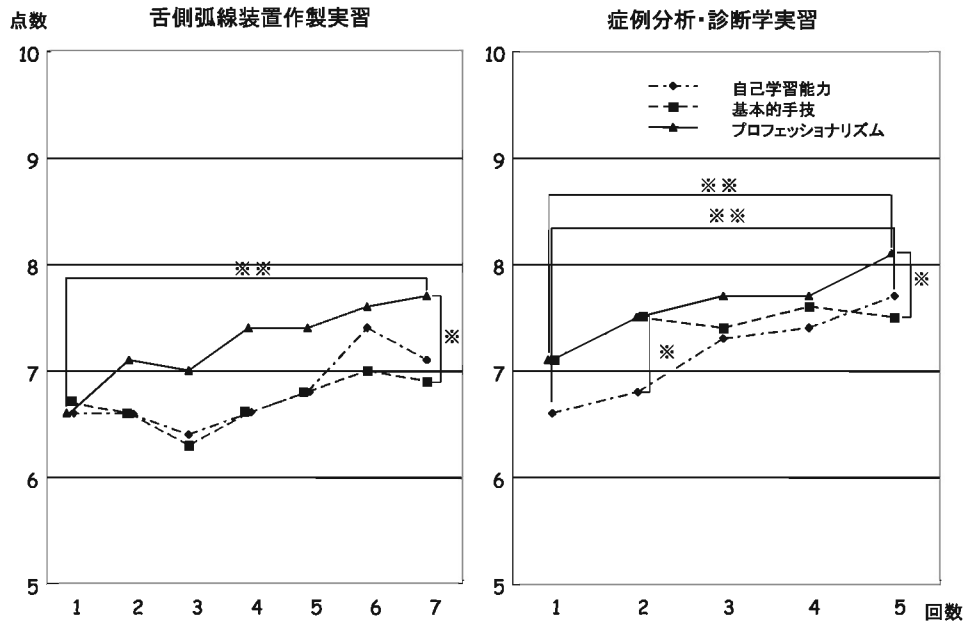 点数
舌側弧線装置作製実習
10
9
8
7
6
5
※※
※
1 2 3 4 5 6 7
症例分析・診断学実習
10
9
8
7
6
5
自己学習能力
基本的手技
プロフェッショナリズム
※※
※※
※
※
1 2 3 4 5
回数